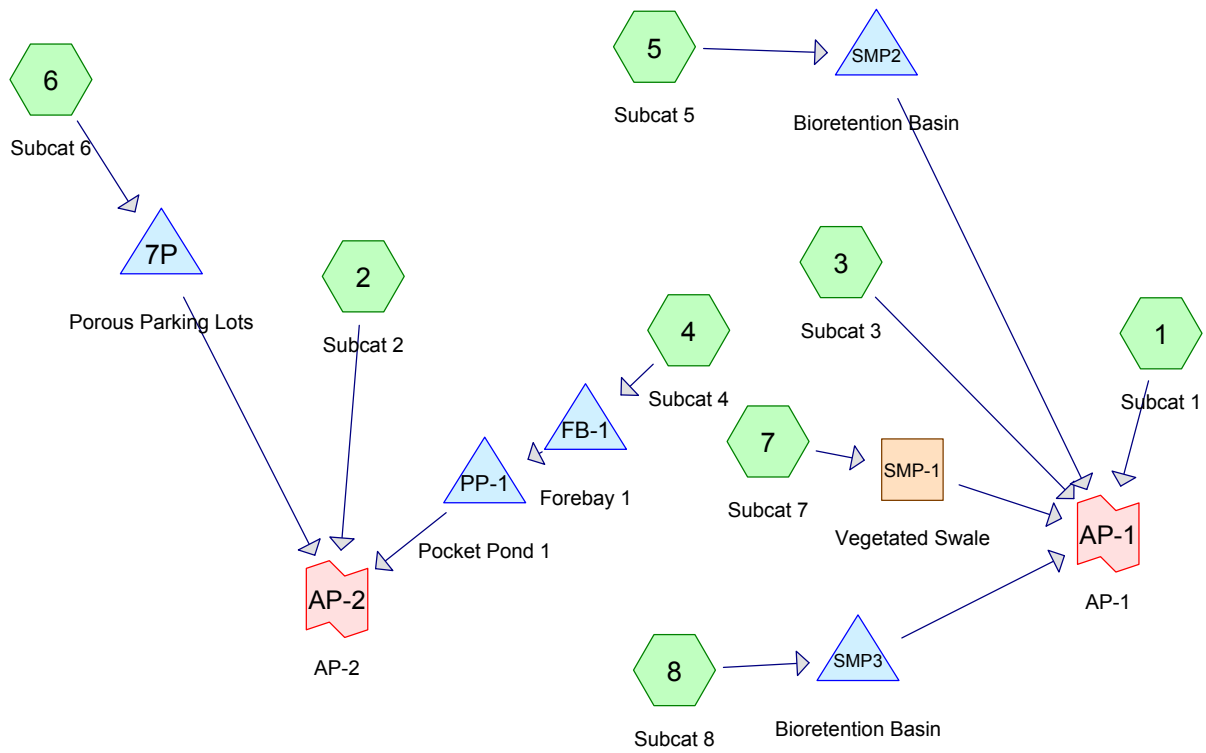 5
SMP2
Subcat 5
Bioretention Basin
6
Subcat 6
7P
Porous Parking Lots
2
Subcat 2
3
Subcat 3
4
Subcat 4
1
Subcat 1
FB-1
Forebay 1
PP-1
Pocket Pond 1
7
Subcat 7
SMP-1
Vegetated Swale
AP-1
AP-1
AP-2
AP-2
8
Subcat 8
SMP3
Bioretention Basin